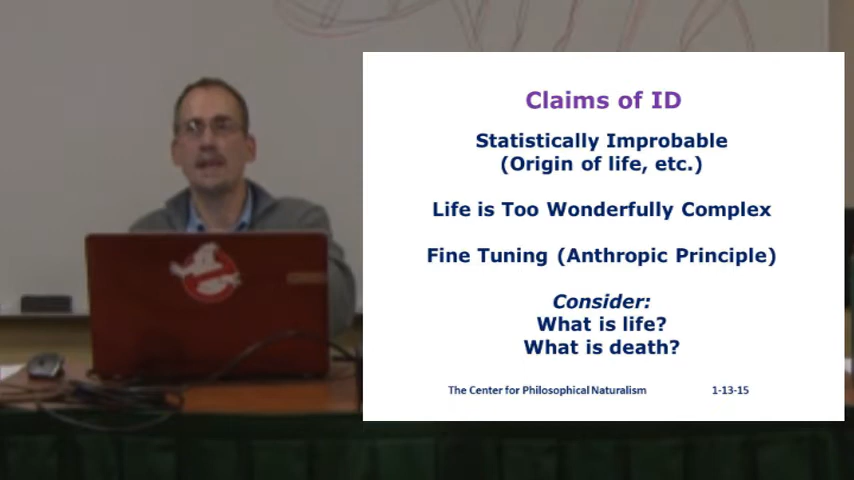 Claims of ID
Statistically Improbable
(Origin of life, etc.)
Life is Too Wonderfully Complex
Fine Tuning (Anthropic Principle)
Consider:
What is life?
What is death?
The Center for Philosophical Naturalism 1-13-15